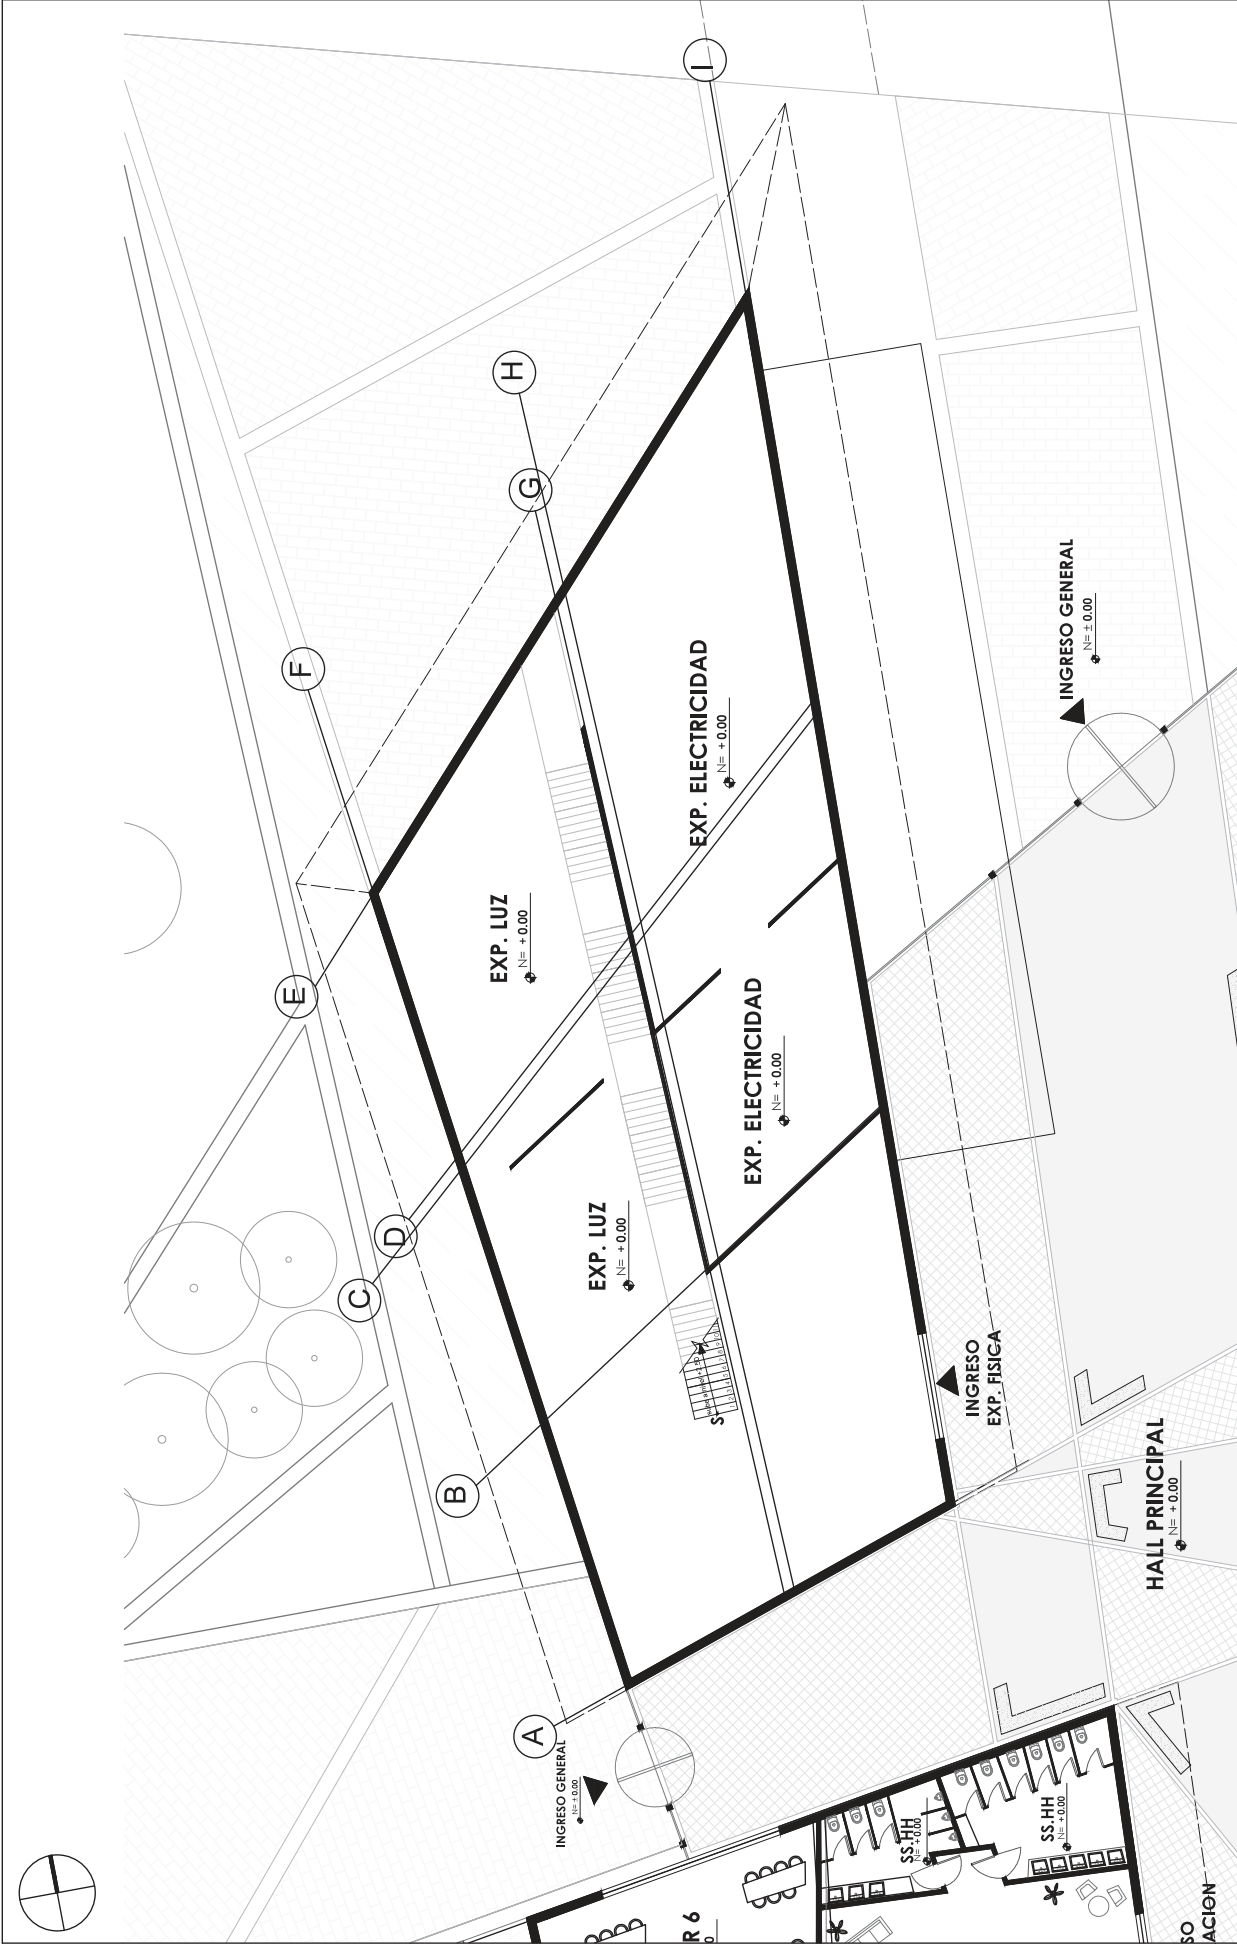 I
H
G
F
E
D
C
B
A
EXP. LUZ
N= +0.00
EXP. ELECTRICIDAD
N= +0.00
EXP. LUZ
N= +0.00
EXP. ELECTRICIDAD
N= +0.00
INGRESO GENERAL
N= ± 0.00
INGRESO
EXP. FISICA
HALL PRINCIPAL
N= +0.00
INGRESO GENERAL
N= ± 0.00
SS.HH
N= +0.00
SS.HH
N= +0.00
R 6
0
SO
ACION
S